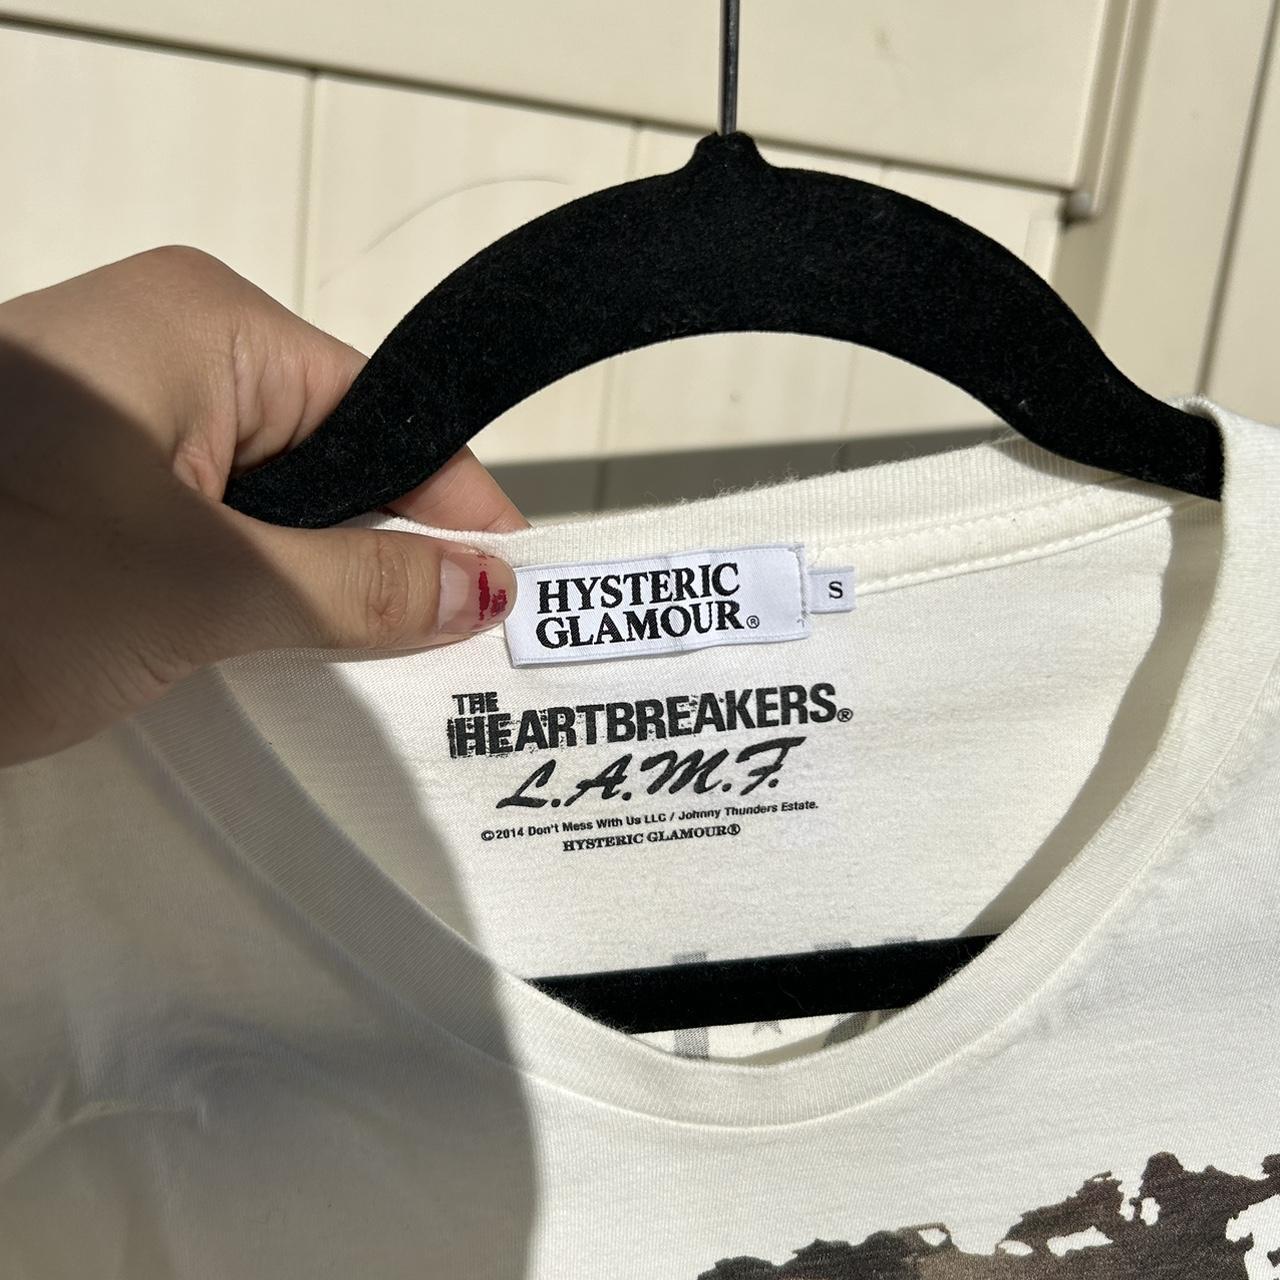 HYSTERIC
GLAMOUR®
S
THE
HEARTBREAKERS®
L.A.M.F.
©2014 Don't Mess With Us LLC / Johnny Thunders Estate.
HYSTERIC GLAMOUR®